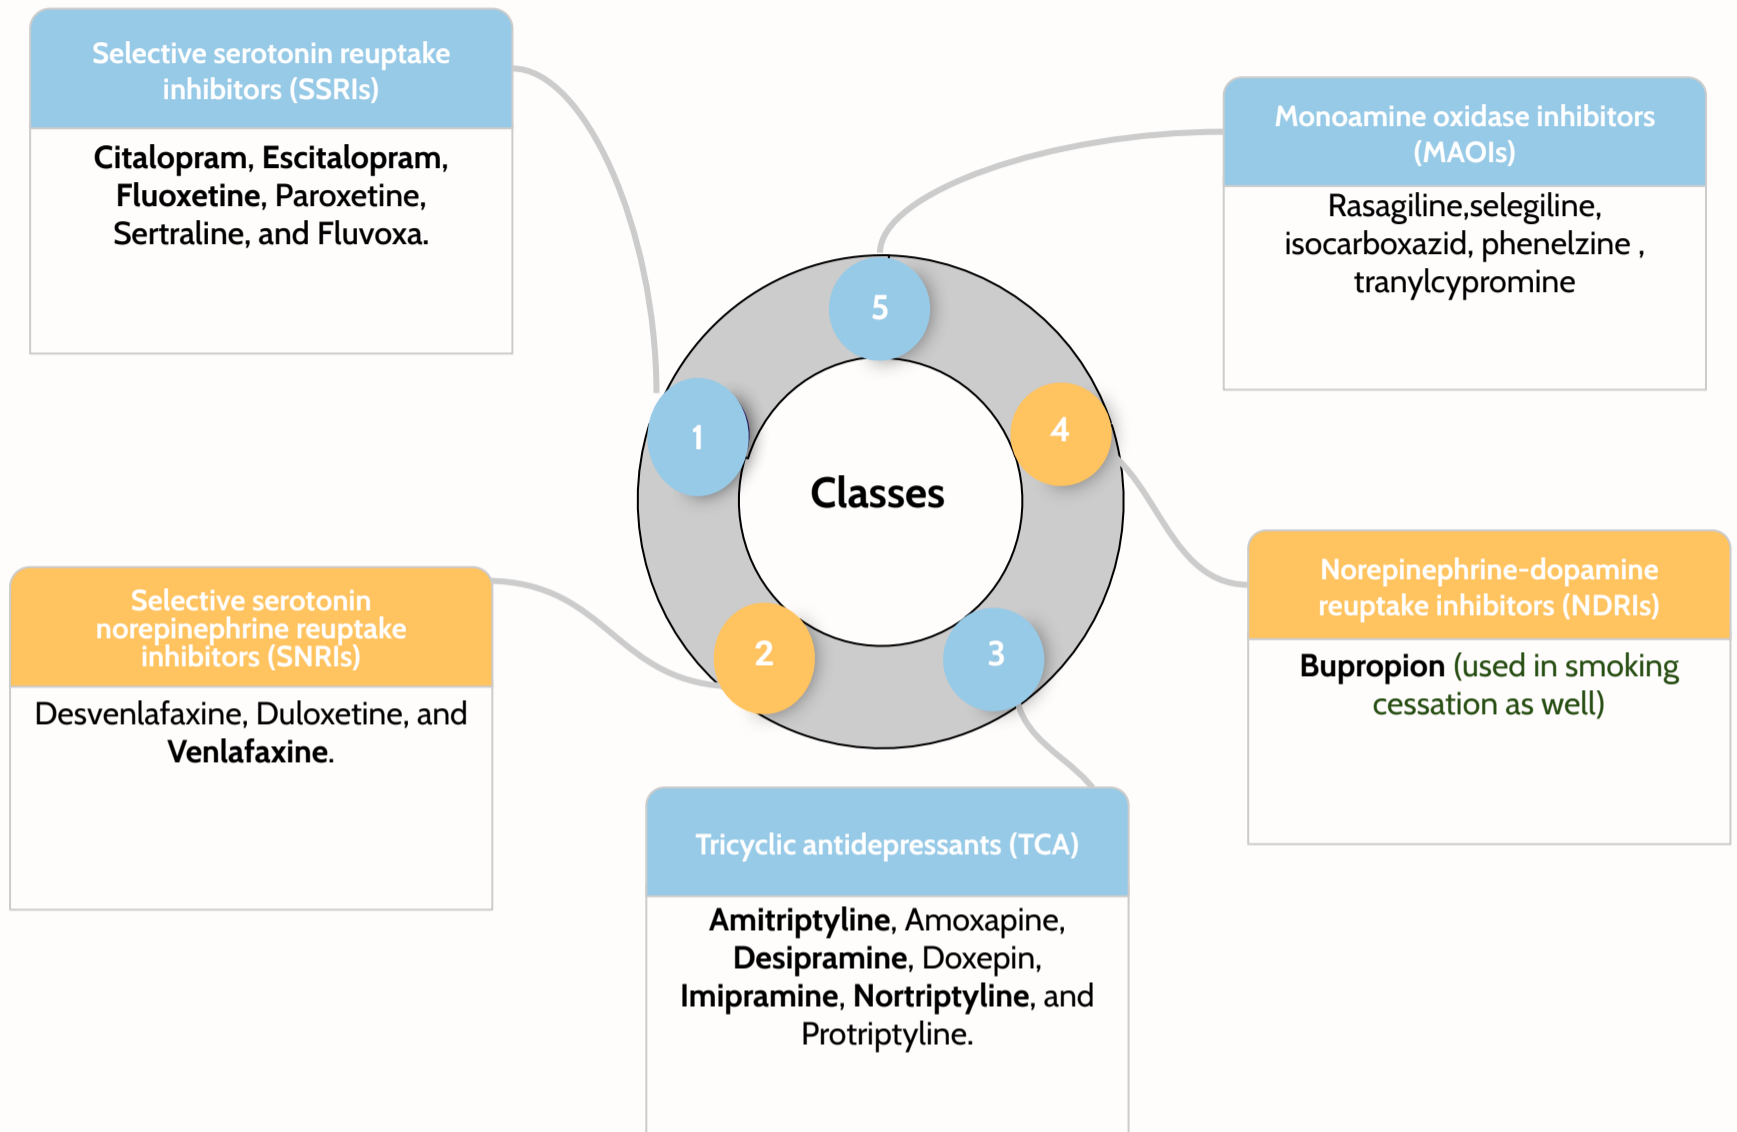 Selective serotonin reuptake
inhibitors (SSRIs)
Citalopram, Escitalopram,
Fluoxetine, Paroxetine,
Sertraline, and Fluvoxa.
Monoamine oxidase inhibitors
(MAOIs)
Rasagiline,selegiline,
isocarboxazid, phenelzine ,
tranylcypromine
5
4
1
Classes
2
3
Selective serotonin
norepinephrine reuptake
inhibitors (SNRIs)
Desvenlafaxine, Duloxetine, and
Venlafaxine.
Norepinephrine-dopamine
reuptake inhibitors (NDRIs)
Bupropion (used in smoking
cessation as well)
Tricyclic antidepressants (TCA)
Amitriptyline, Amoxapine,
Desipramine, Doxepin,
Imipramine, Nortriptyline, and
Protriptyline.